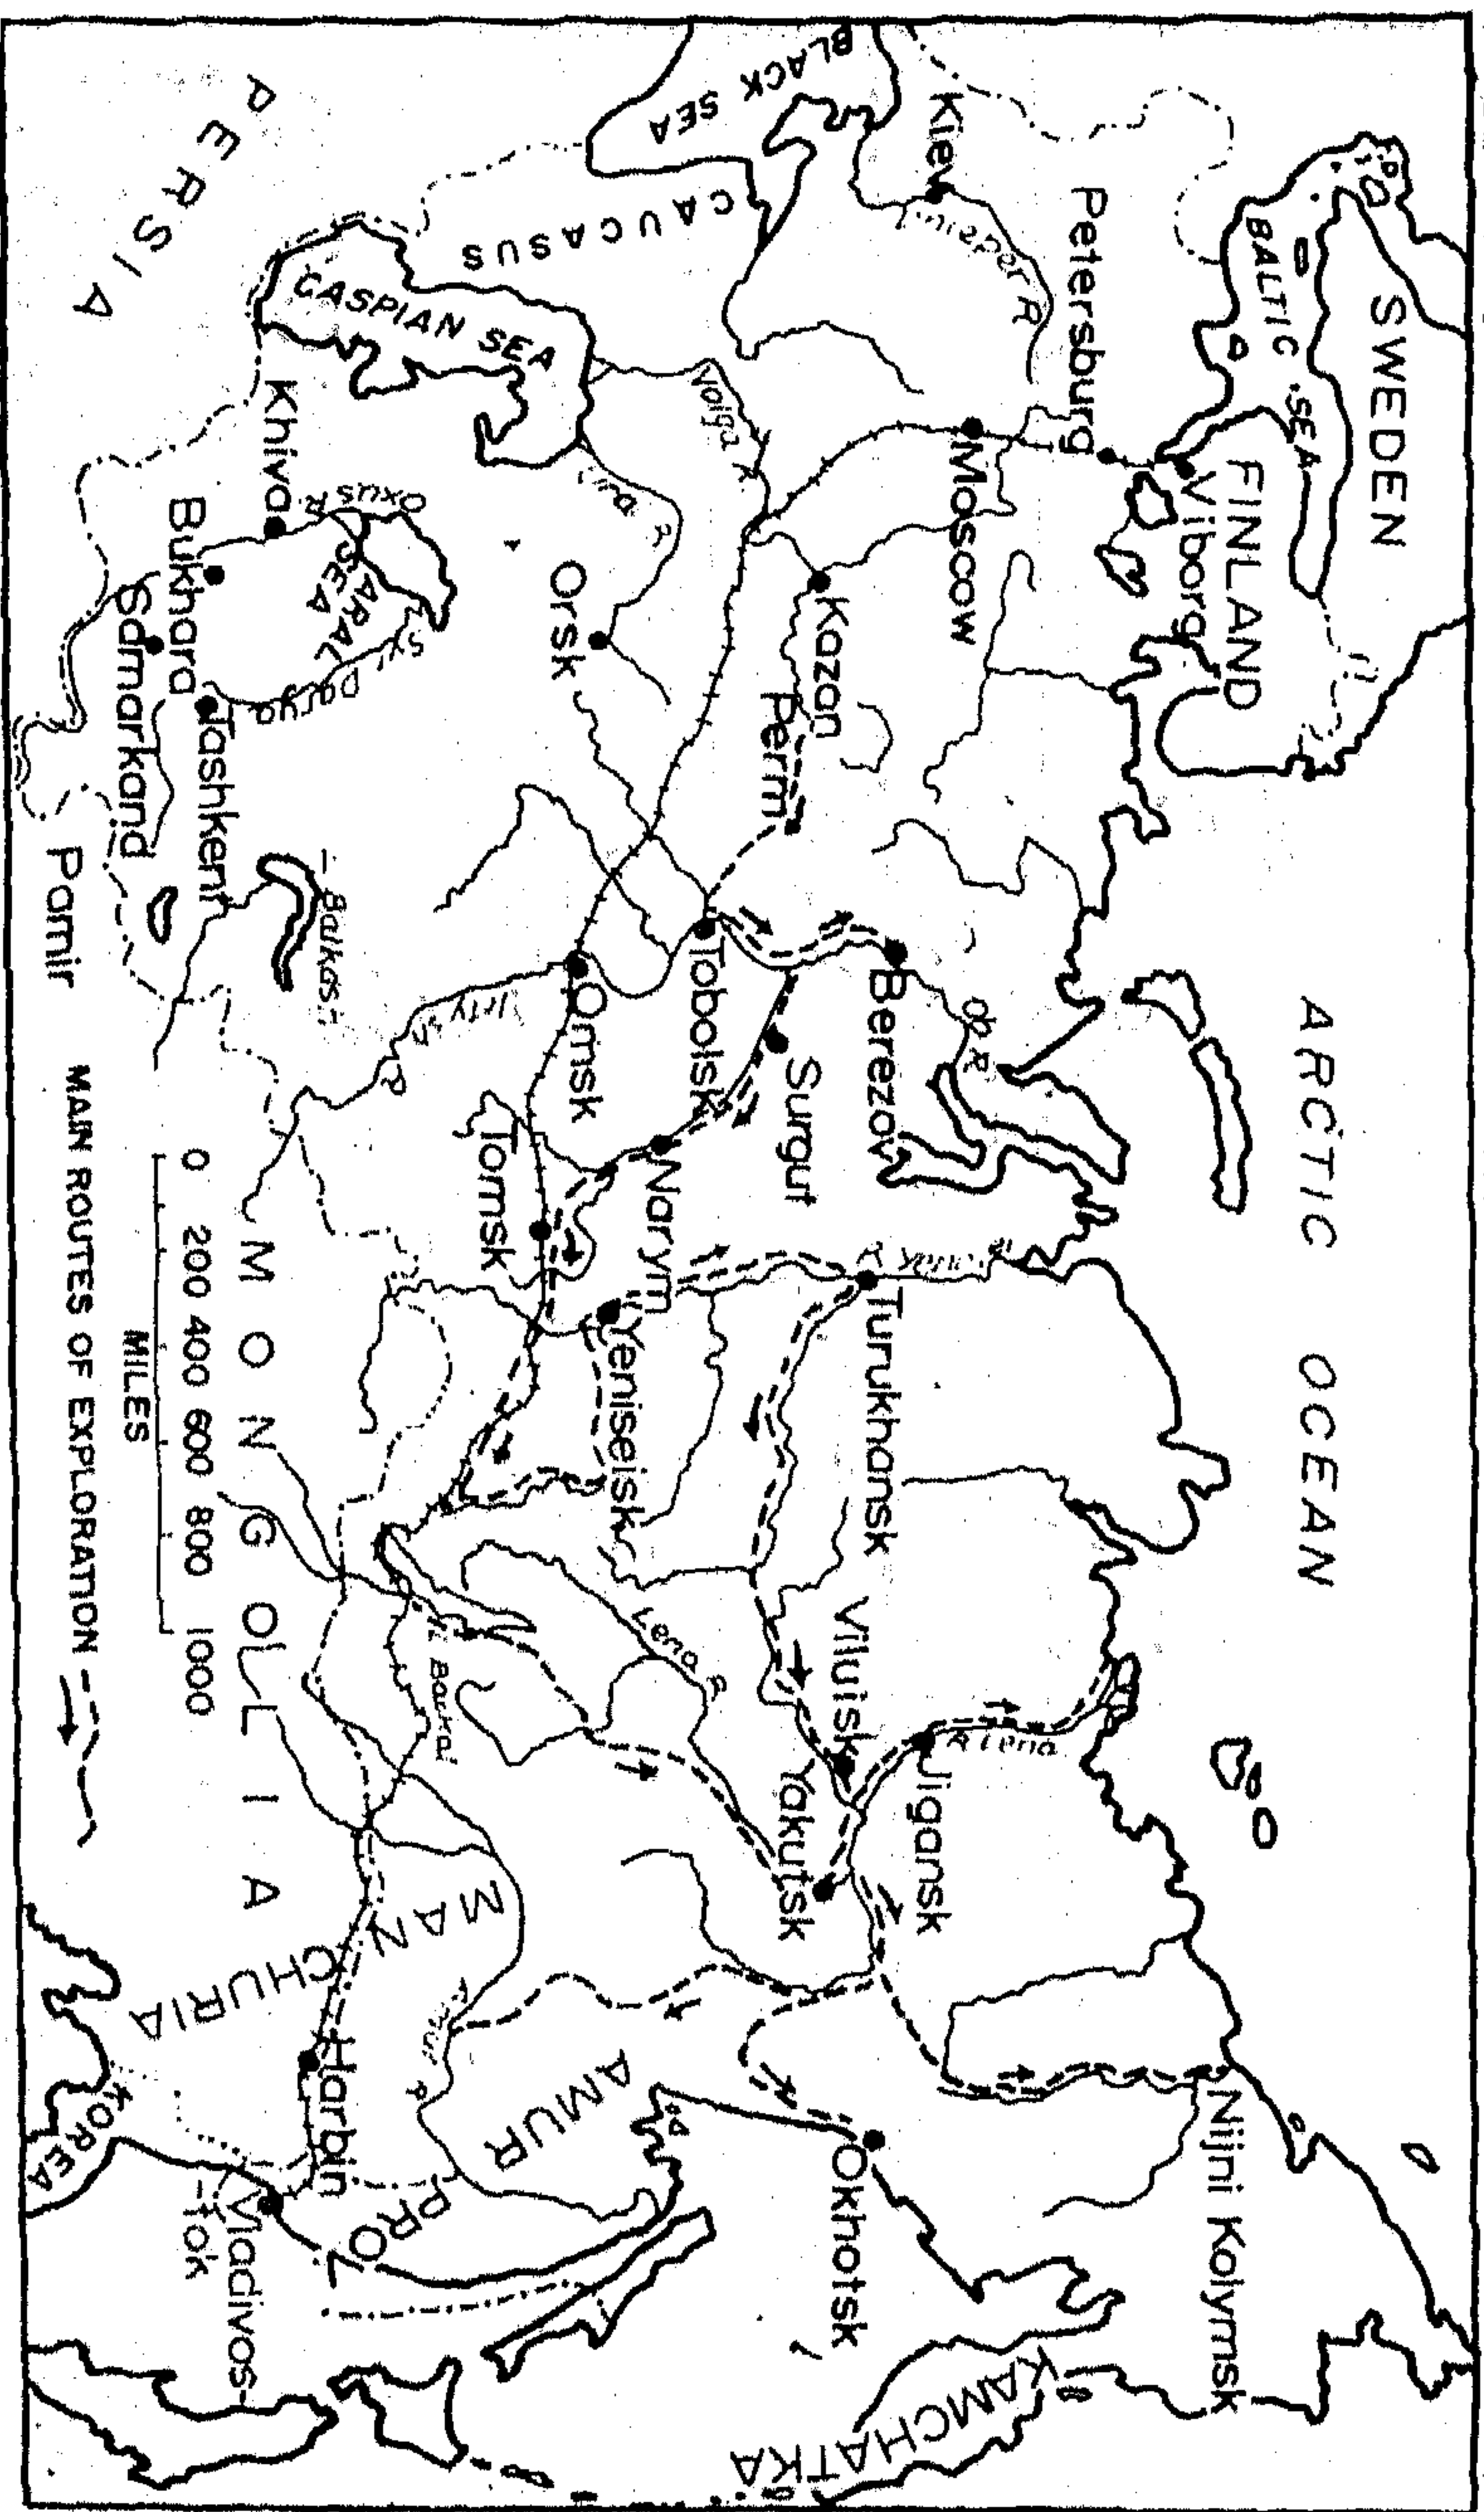 ARCTIC OCEAN
SWEDEN
FINLAND
BALTIC SEA
Viborg
Petersburg
Nijni Kolymsk
Moscow
Kiev
Dnieper R
Berezov
Ob R.
Turukhansk
R Yenisei
Jigansk
R Lena
Viluisk
Okhotsk
KAMCHATKA
BLACK
SEA
Kazan
Perm
Surgut
Yakutsk
Volga R
Tobolsk
Narym
Lena R
Yeniseisk
CAUCASUS
Ural R
Orsk
Omsk
Tomsk
AMUR
PROV
CASPIAN SEA
Irtysh
R
L Baikal
Amur R
MANCHURIA
ARAL
SEA
Oxus R
Syr Darya
L Balkash
Khiva
Bukhara
Tashkent
Samarkand
MONGOLIA
Harbin
Vladivos-
-tok
KOREA
PERSIA
Pamir
0 200 400 600 800 1000
MILES
MAIN ROUTES OF EXPLORATION